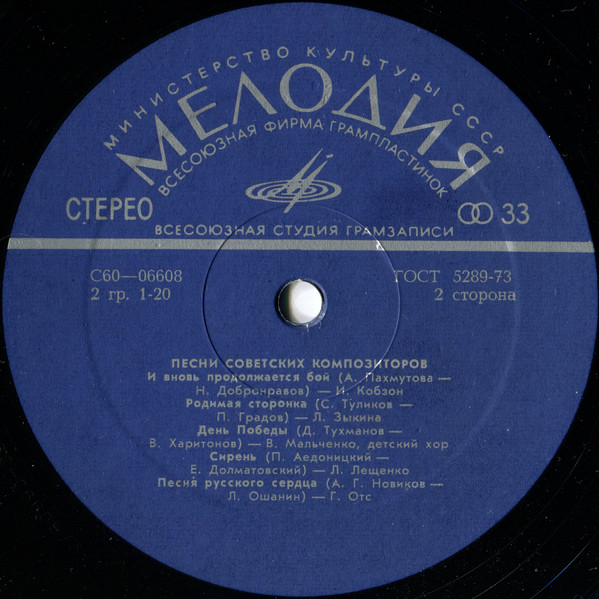 МИНИСТЕРСТВО КУЛЬТУРЫ СССР
МЕЛОДИЯ
ВСЕСОЮЗНАЯ ФИРМА ГРАМПЛАСТИНОК
СТЕРЕО
33
ВСЕСОЮЗНАЯ СТУДИЯ ГРАМЗАПИСИ
С60—06608
ГОСТ 5289-73
2 гр. 1-20
2 сторона
ПЕСНИ СОВЕТСКИХ КОМПОЗИТОРОВ
И вновь продолжается бой (А. Пахмутова —
Н. Добронравов) — И. Кобзон
Родимая сторонка (С. Туликов —
П. Градов) — Л. Зыкина
День Победы (Д. Тухманов —
В. Харитонов) — В. Мальченко, детский хор
Сирень (П. Аедоницкий —
Е. Долматовский) — Л. Лещенко
Песня русского сердца (А. Г. Новиков —
Л. Ошанин) — Г. Отс